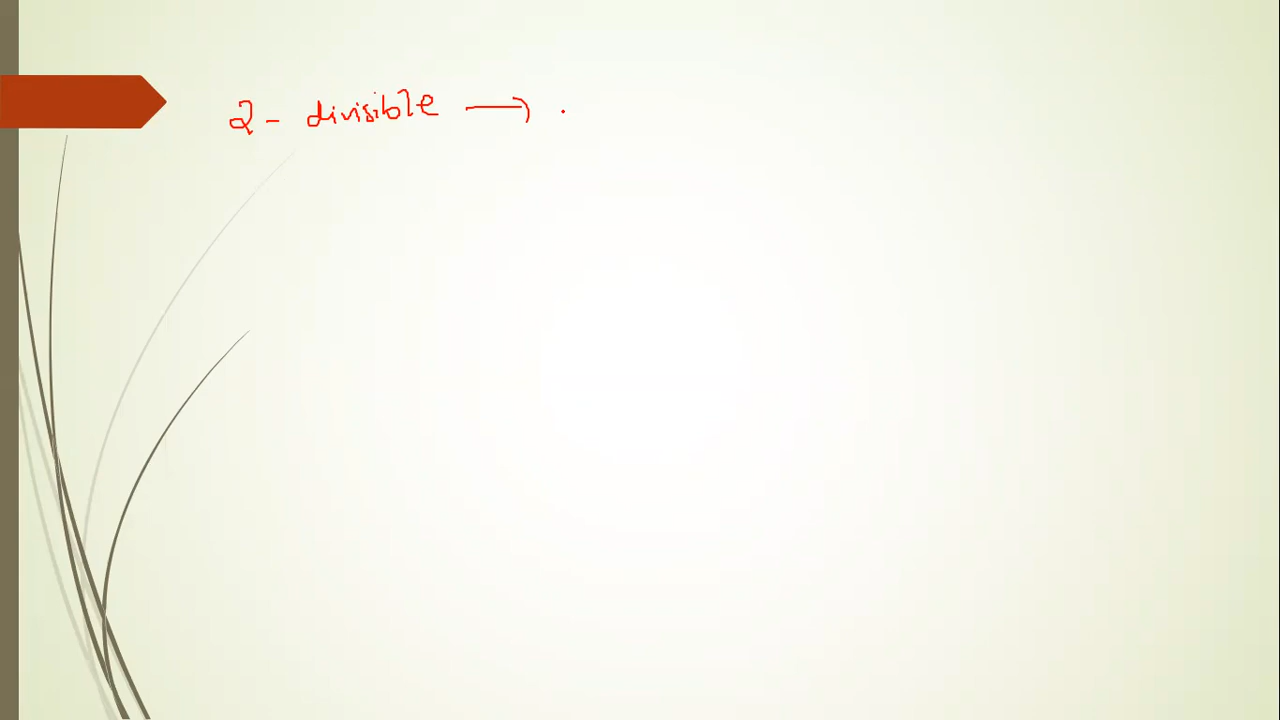 2 - divisible → .